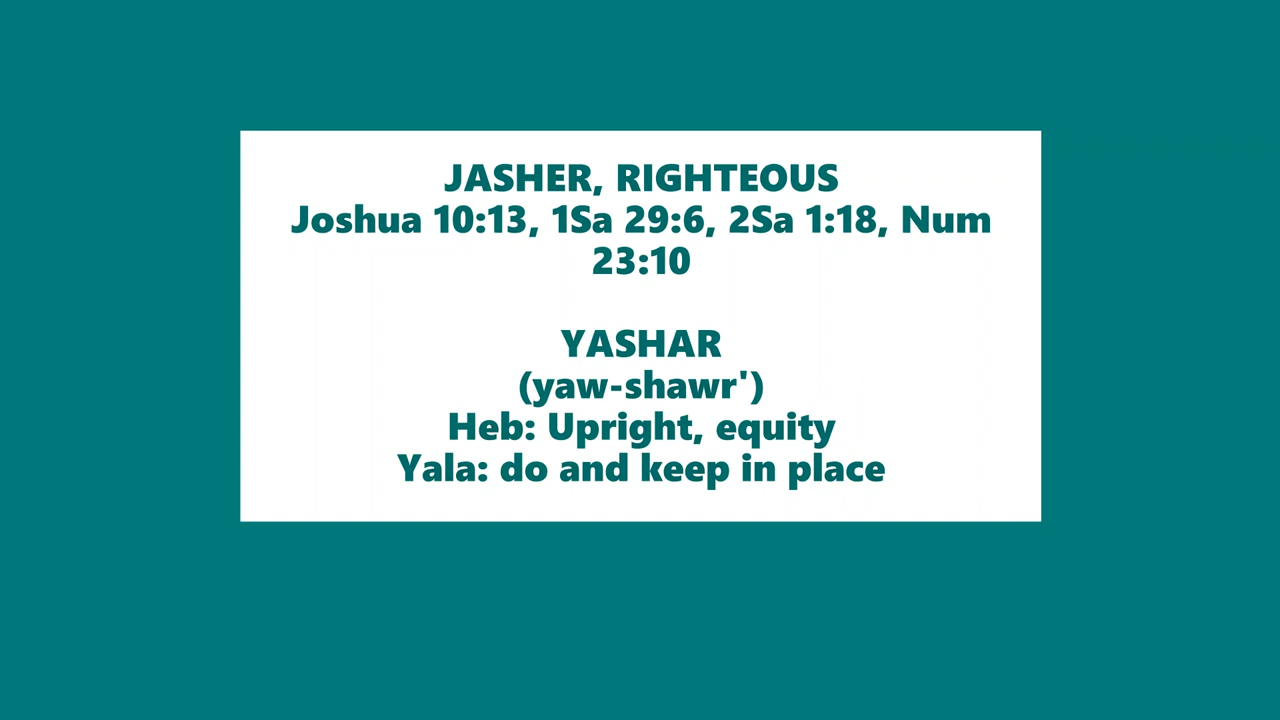 JASHER, RIGHTEOUS
Joshua 10:13, 1Sa 29:6, 2Sa 1:18, Num
23:10
YASHAR
(yaw-shawr')
Heb: Upright, equity
Yala: do and keep in place